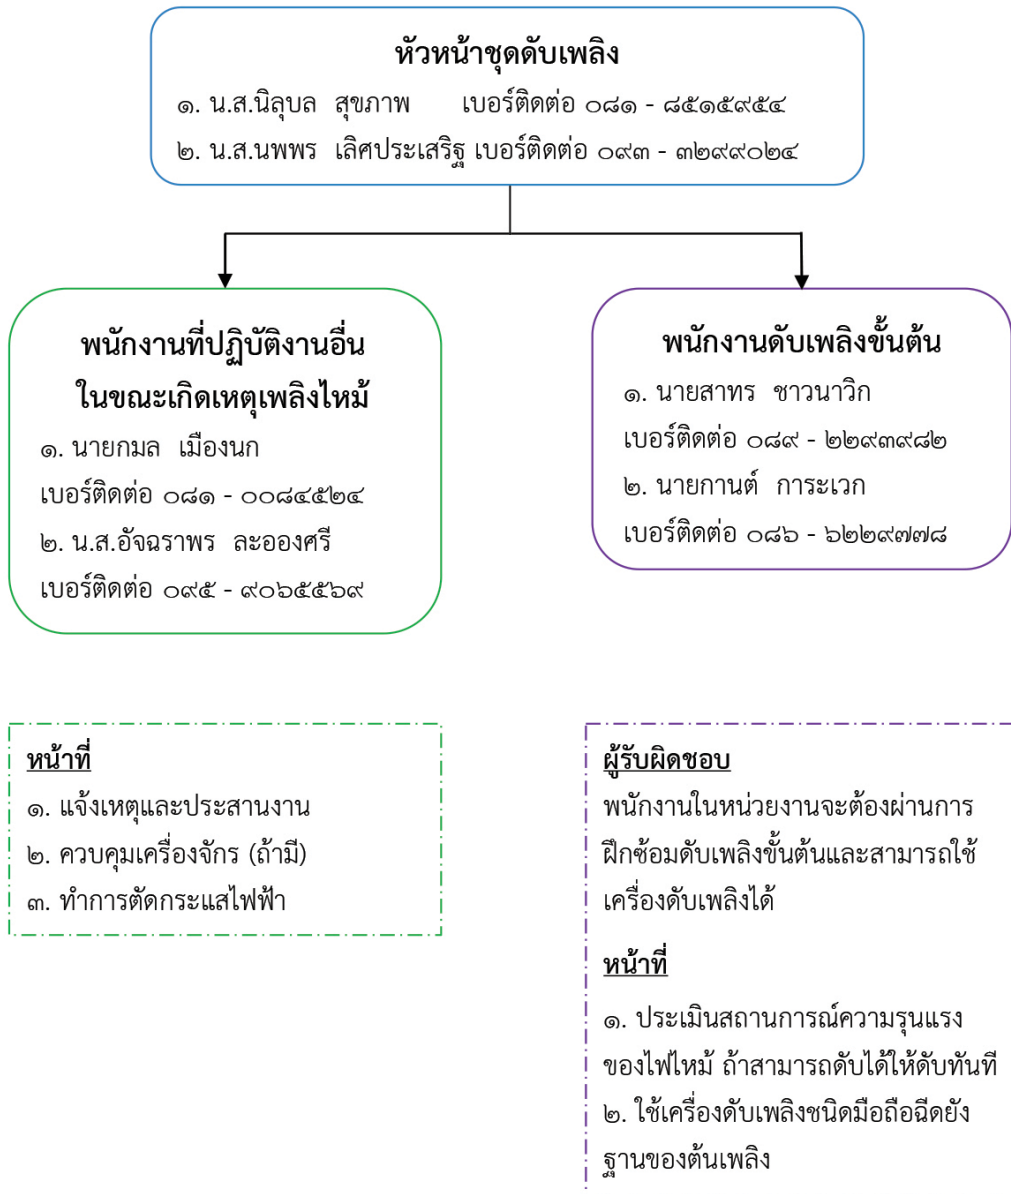 หัวหน้าชุดดับเพลิง
๑. น.ส.นิลุบล สุขภาพ เบอร์ติดต่อ ๐๘๑ - ๘๕๑๕๙๕๔
๒. น.ส.นพพร เลิศประเสริฐ เบอร์ติดต่อ ๐๙๓ - ๓๒๙๙๐๒๔
พนักงานที่ปฏิบัติงานอื่น
ในขณะเกิดเหตุเพลิงไหม้
๑. นายกมล เมืองนก
เบอร์ติดต่อ ๐๘๑ - ๐๐๘๔๕๒๔
๒. น.ส.อัจฉราพร ละอองศรี
เบอร์ติดต่อ ๐๙๕ - ๙๐๖๕๕๖๙
พนักงานดับเพลิงขั้นต้น
๑. นายสาทร ชาวนาวิก
เบอร์ติดต่อ ๐๘๙ - ๒๒๙๓๙๘๒
๒. นายกานต์ การะเวก
เบอร์ติดต่อ ๐๘๖ - ๖๒๒๙๗๗๘
หน้าที่
๑. แจ้งเหตุและประสานงาน
๒. ควบคุมเครื่องจักร (ถ้ามี)
๓. ทำการตัดกระแสไฟฟ้า
ผู้รับผิดชอบ
พนักงานในหน่วยงานจะต้องผ่านการ
ฝึกซ้อมดับเพลิงขั้นต้นและสามารถใช้
เครื่องดับเพลิงได้
หน้าที่
๑. ประเมินสถานการณ์ความรุนแรง
ของไฟไหม้ ถ้าสามารถดับได้ให้ดับทันที
๒. ใช้เครื่องดับเพลิงชนิดมือถือฉีดยัง
ฐานของต้นเพลิง